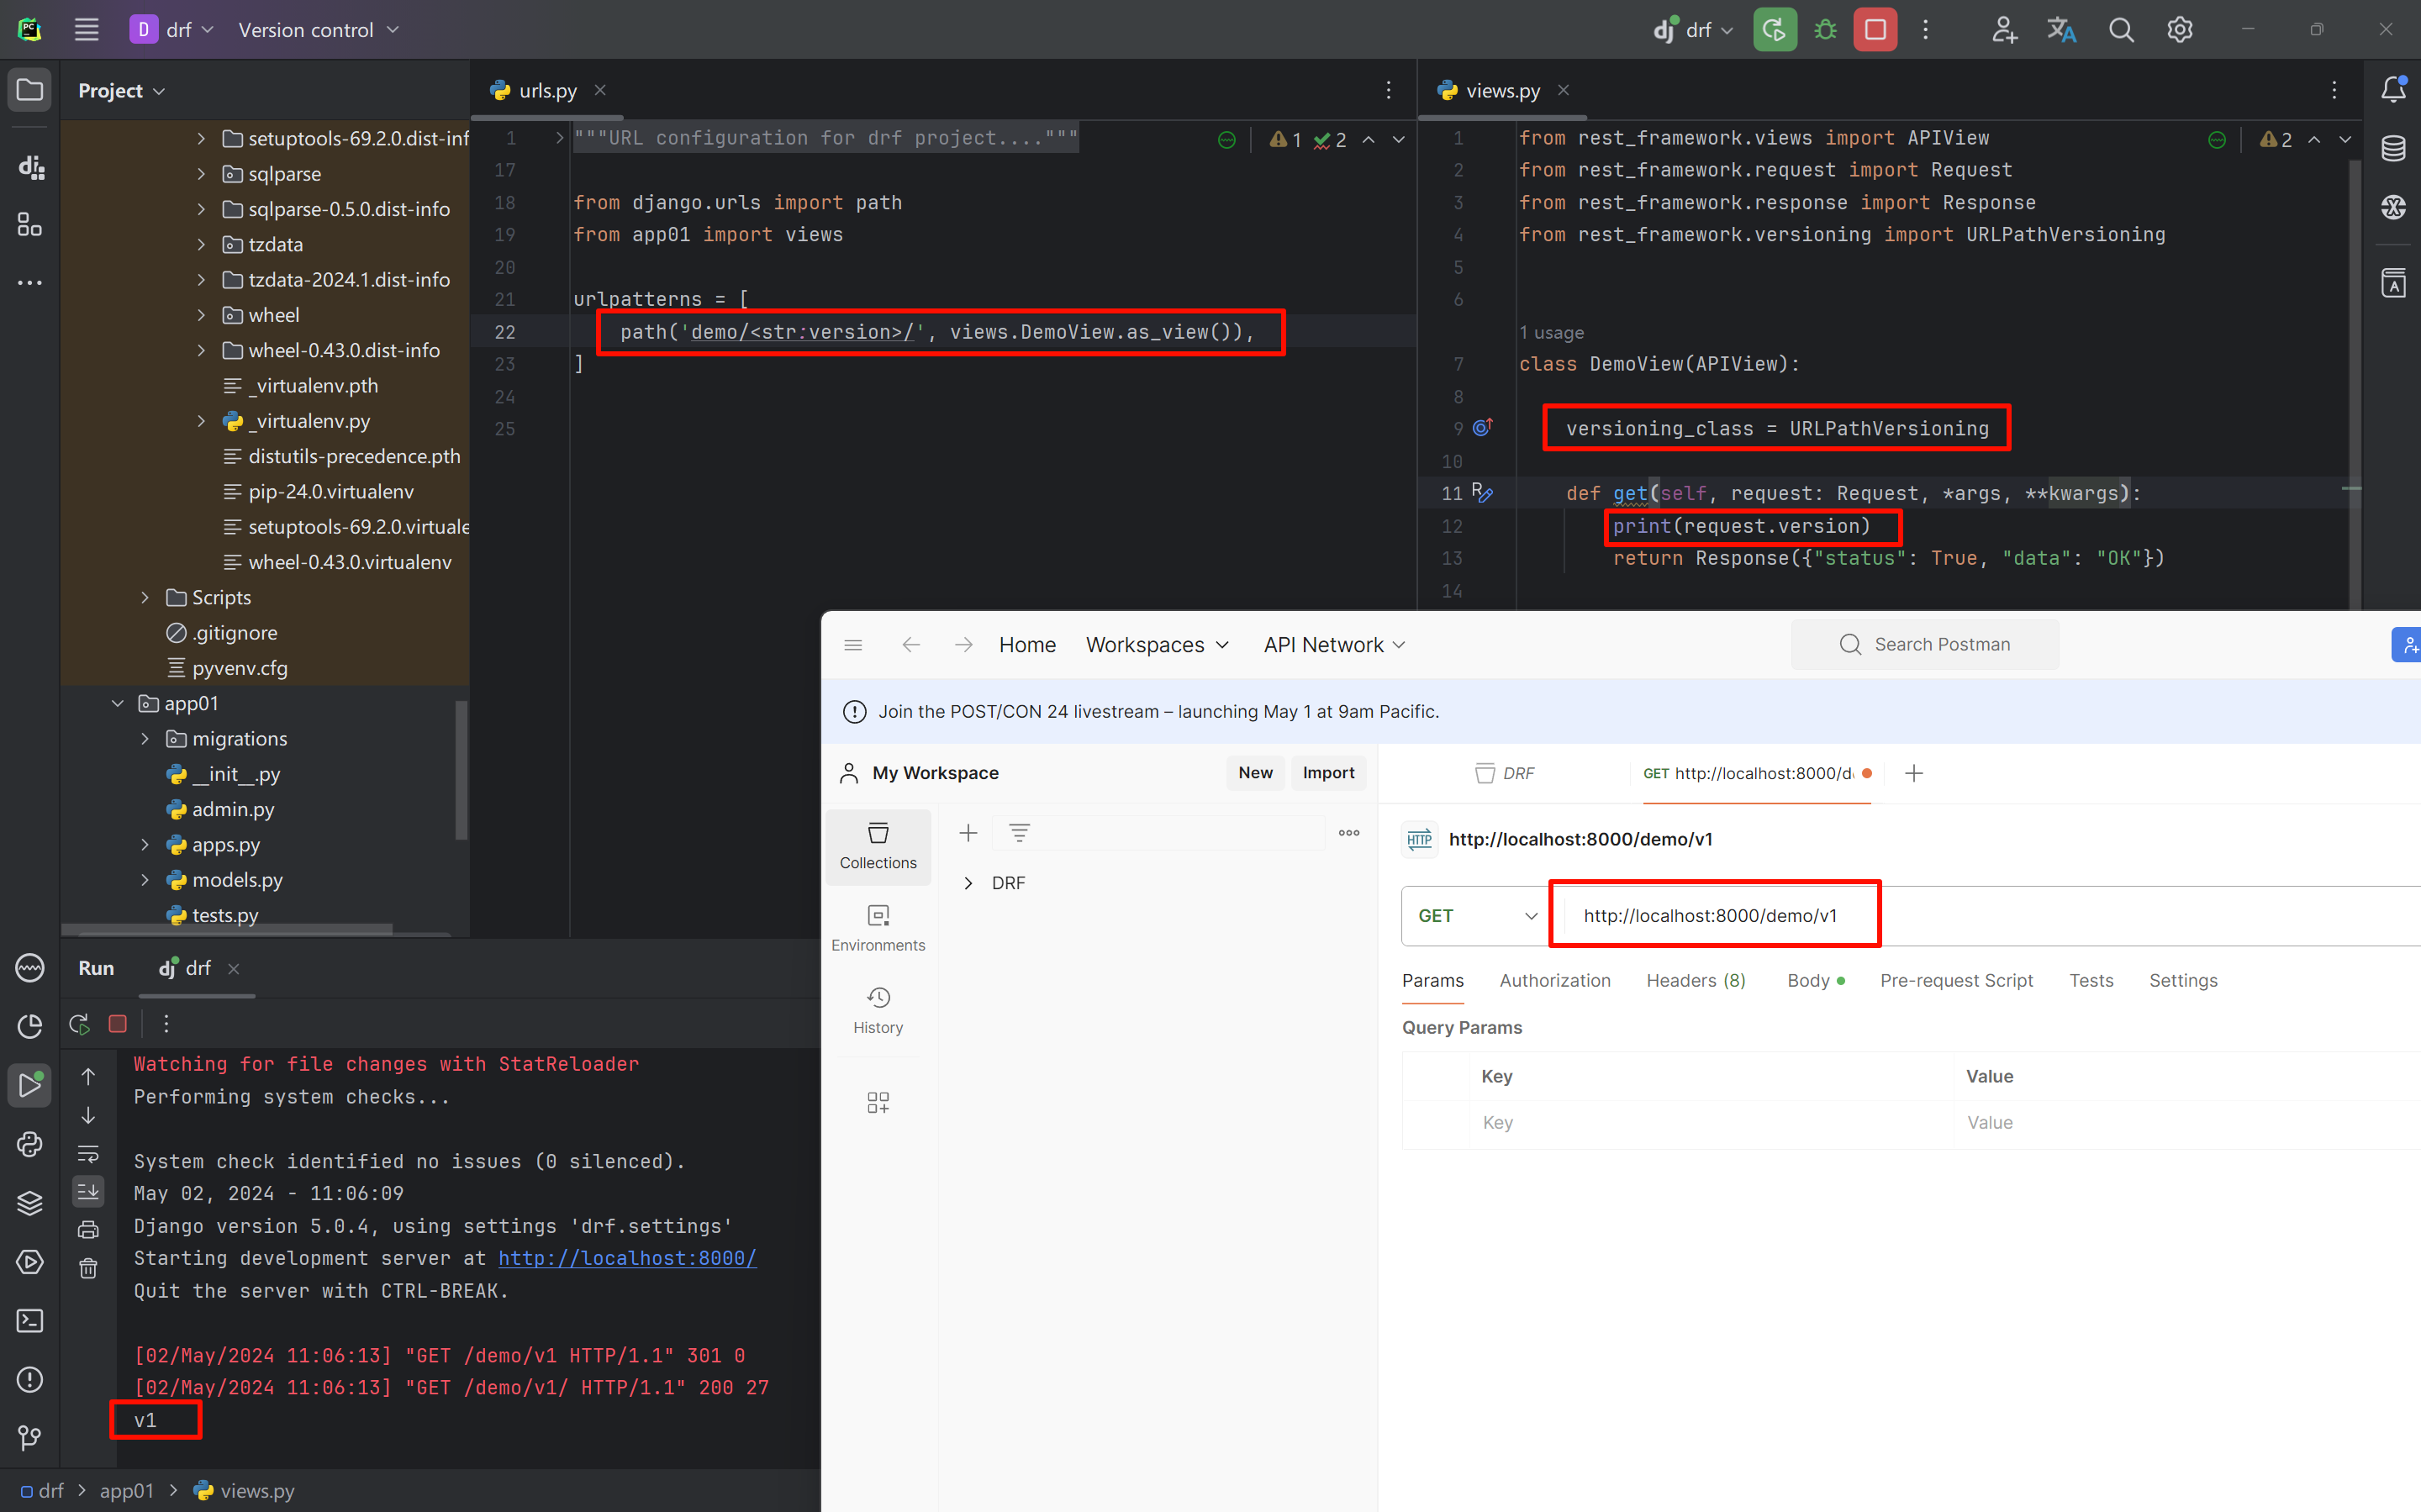 D drf Version control
drf
Project
setuptools-69.2.0.dist-inf
sqlparse
sqlparse-0.5.0.dist-info
tzdata
tzdata-2024.1.dist-info
wheel
wheel-0.43.0.dist-info
_virtualenv.pth
_virtualenv.py
distutils-precedence.pth
pip-24.0.virtualenv
setuptools-69.2.0.virtuale
wheel-0.43.0.virtualenv
Scripts
.gitignore
pyvenv.cfg
app01
migrations
__init__.py
admin.py
apps.py
models.py
tests.py
urls.py
1 """URL configuration for drf project...."""
1 2
17
18 from django.urls import path
19 from app01 import views
20
21 urlpatterns = [
22 path('demo/<str:version>/', views.DemoView.as_view()),
23 ]
24
25
views.py
2
1 from rest_framework.views import APIView
2 from rest_framework.request import Request
3 from rest_framework.response import Response
4 from rest_framework.versioning import URLPathVersioning
5
6
1 usage
7 class DemoView(APIView):
8
9 versioning_class = URLPathVersioning
10
11 def get(self, request: Request, *args, **kwargs):
12 print(request.version)
13 return Response({"status": True, "data": "OK"})
14
Home Workspaces API Network
Search Postman
Join the POST/CON 24 livestream – launching May 1 at 9am Pacific.
My Workspace
New Import
Collections
Environments
History
DRF
DRF
GET http://localhost:8000/d
HTTP http://localhost:8000/demo/v1
GET http://localhost:8000/demo/v1
Params Authorization Headers (8) Body Pre-request Script Tests Settings
Query Params
Key Value
Key Value
Run drf
Watching for file changes with StatReloader
Performing system checks...
System check identified no issues (0 silenced).
May 02, 2024 - 11:06:09
Django version 5.0.4, using settings 'drf.settings'
Starting development server at http://localhost:8000/
Quit the server with CTRL-BREAK.
[02/May/2024 11:06:13] "GET /demo/v1 HTTP/1.1" 301 0
[02/May/2024 11:06:13] "GET /demo/v1/ HTTP/1.1" 200 27
v1
drf > app01 > views.py